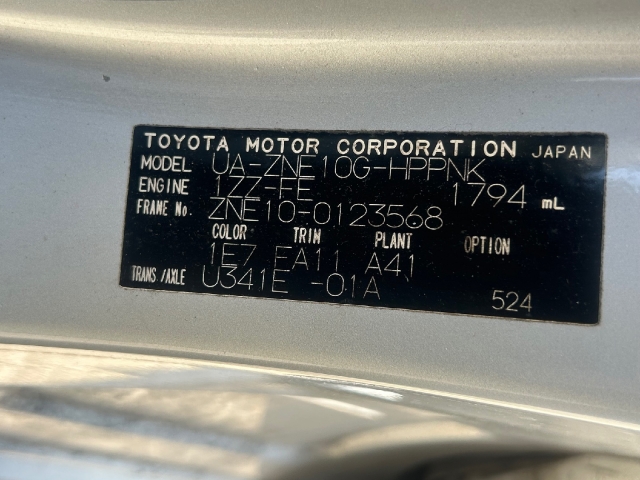 TOYOTA MOTOR CORPORATION JAPAN
MODEL UA-ZNE10G-HPPNK
ENGINE 1ZZ-FE 1794 mL
FRAME No. ZNE10-0123568
COLOR TRIM PLANT OPTION
1E7 EA11 A41
TRANS/AXLE U341E -01A
524